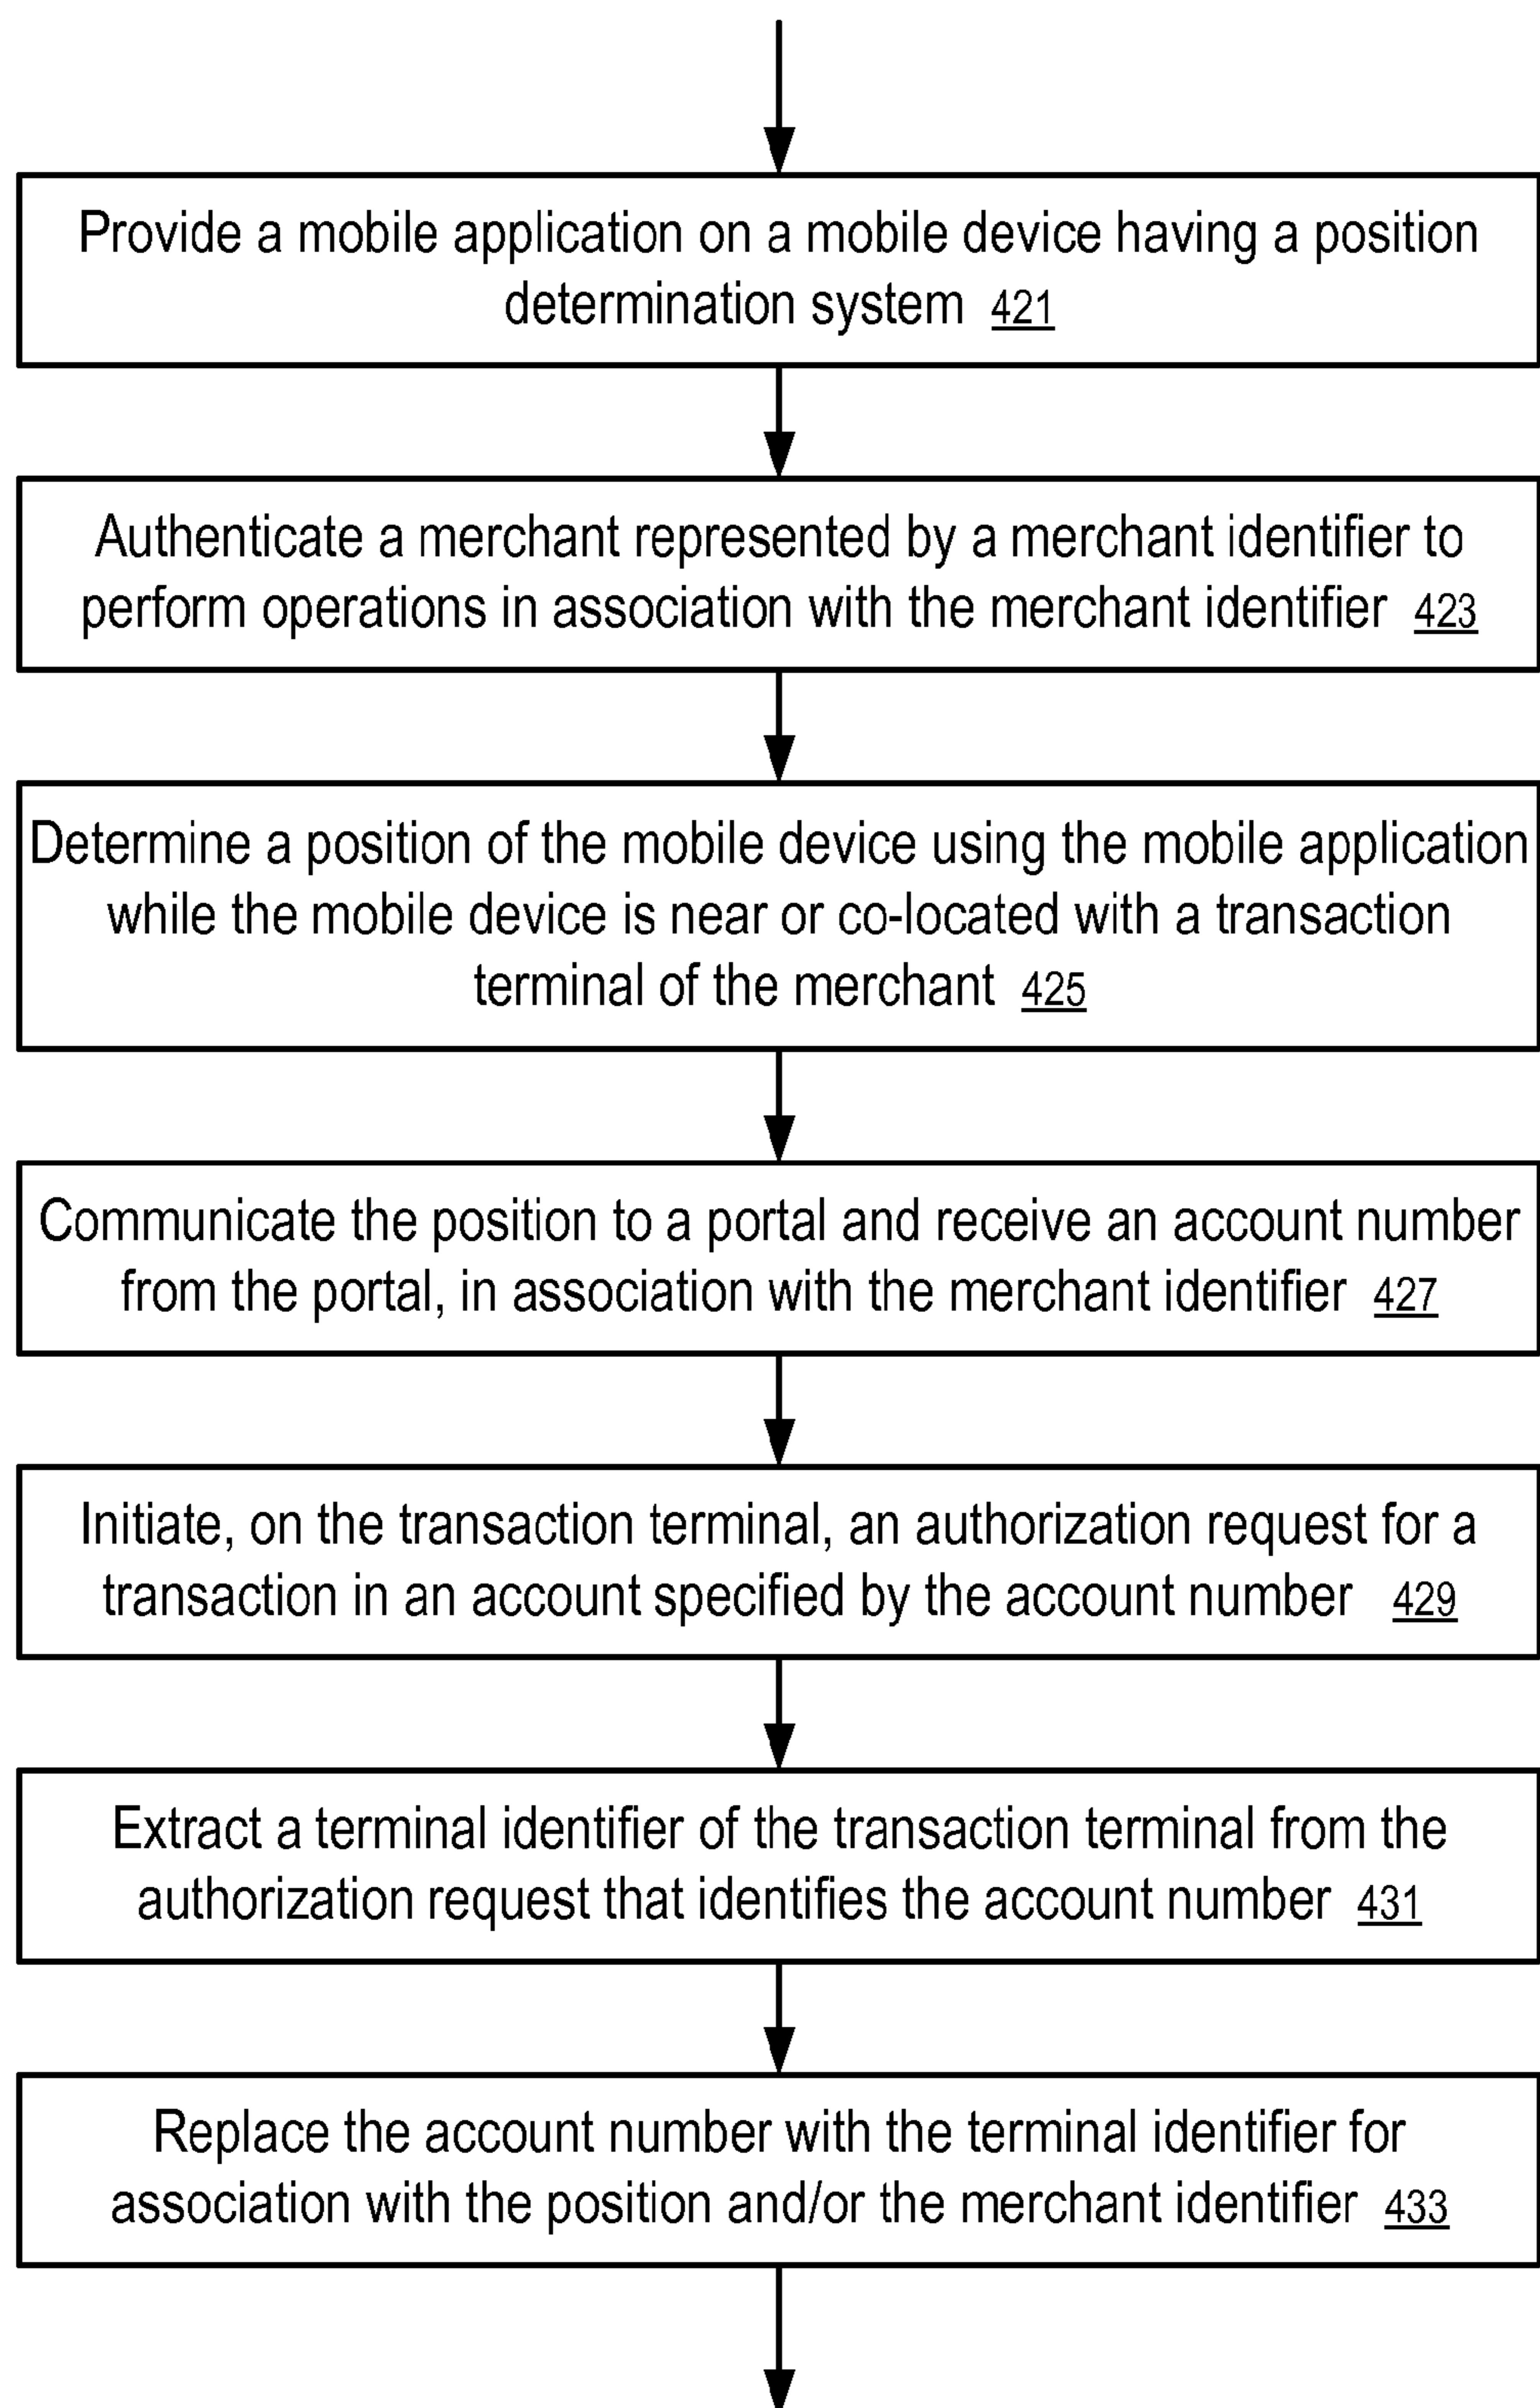 Provide a mobile application on a mobile device having a position
determination system 421
Authenticate a merchant represented by a merchant identifier to
perform operations in association with the merchant identifier 423
Determine a position of the mobile device using the mobile application
while the mobile device is near or co-located with a transaction
terminal of the merchant 425
Communicate the position to a portal and receive an account number
from the portal, in association with the merchant identifier 427
Initiate, on the transaction terminal, an authorization request for a
transaction in an account specified by the account number 429
Extract a terminal identifier of the transaction terminal from the
authorization request that identifies the account number 431
Replace the account number with the terminal identifier for
association with the position and/or the merchant identifier 433